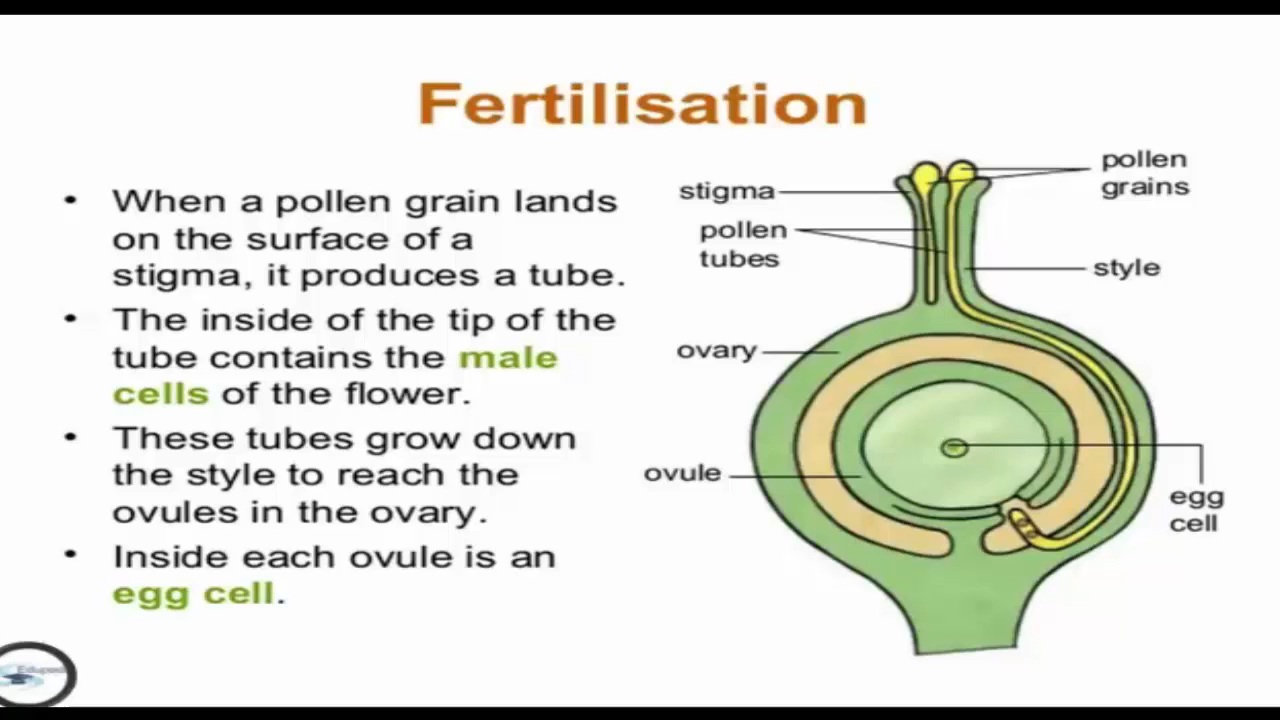 Fertilisation
• When a pollen grain lands
on the surface of a
stigma, it produces a tube.
• The inside of the tip of the
tube contains the male
cells of the flower.
• These tubes grow down
the style to reach the
ovules in the ovary.
• Inside each ovule is an
egg cell.
pollen
grains
stigma
pollen
tubes
style
ovary
ovule
egg
cell